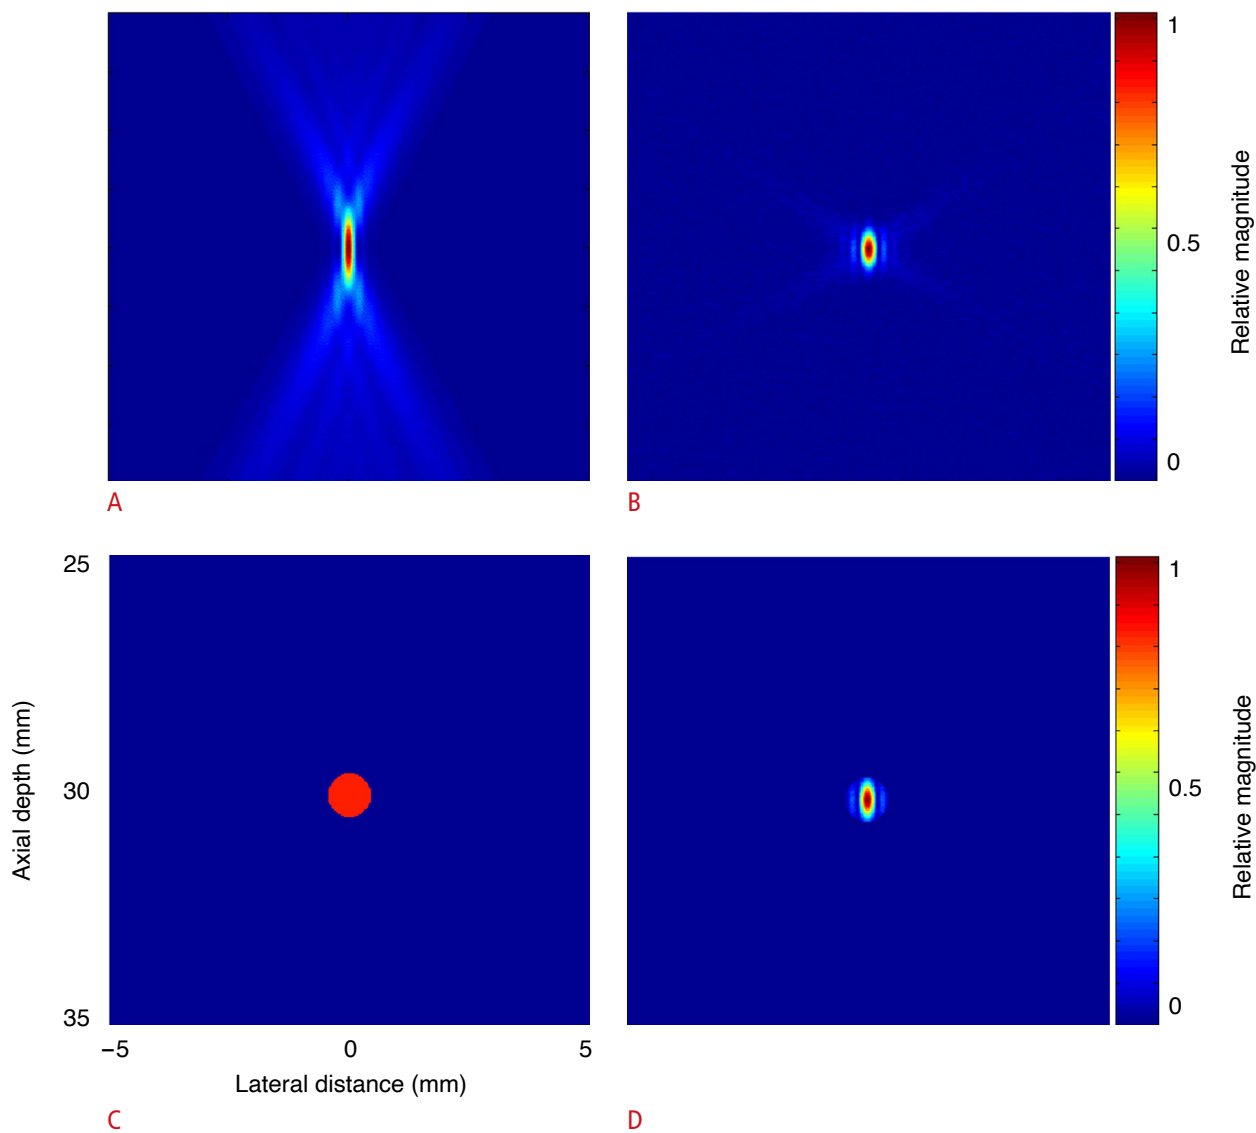 1
0.5
0
Relative magnitude
A
B
25
30
35
Axial depth (mm)
−5
0
5
Lateral distance (mm)
1
0.5
0
Relative magnitude
C
D